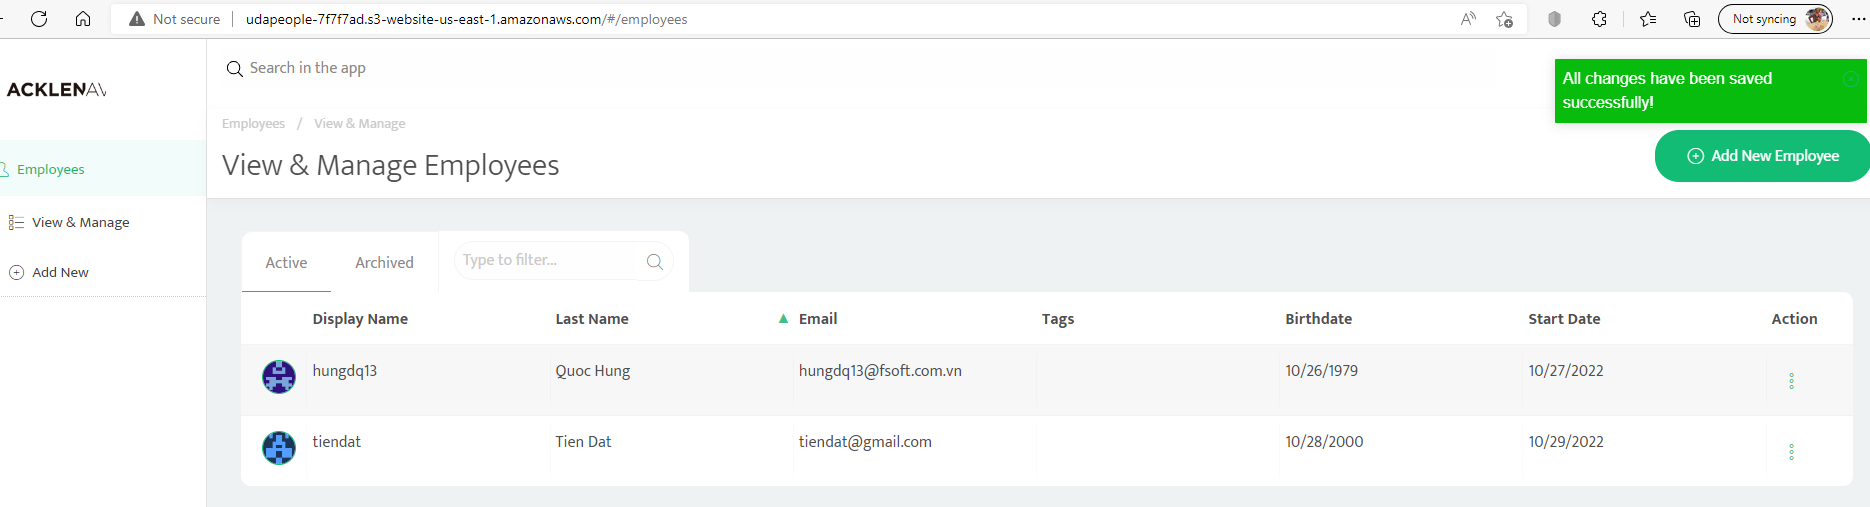 Not secure
udapeople-7f7f7ad.s3-website-us-east-1.amazonaws.com/#/employees
Not syncing
ACKLENAV
Search in the app
All changes have been saved
successfully!
Employees / View & Manage
View & Manage Employees
Add New Employee
Employees
View & Manage
Add New
Active Archived Type to filter...
Display Name Last Name ▲ Email Tags Birthdate Start Date Action
hungdq13 Quoc Hung hungdq13@fsoft.com.vn 10/26/1979 10/27/2022
tiendat Tien Dat tiendat@gmail.com 10/28/2000 10/29/2022